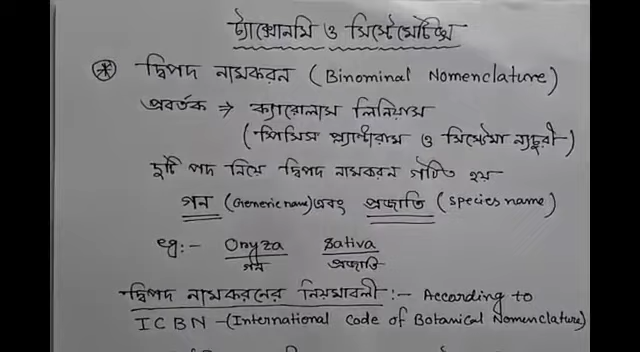 ট্যাক্সোনমি ও সিস্টেমেটিক্স
দ্বিপদ নামকরন (Binominal Nomenclature)
প্রবর্তক ⇒ ক্যারোলাস লিনিয়াস
(স্পিসিস প্ল্যান্টারাম ও সিস্টেমা ন্যাচুরী)
দুটি পদ নিয়ে দ্বিপদ নামকরন গঠিত হয়
গন (Generic name) এবং প্রজাতি (species name)
eg:- Oryza Sativa
গন প্রজাতি
দ্বিপদ নামকরনের নিয়মাবলী :- According to
ICBN -(International Code of Botanical Nomenclature)